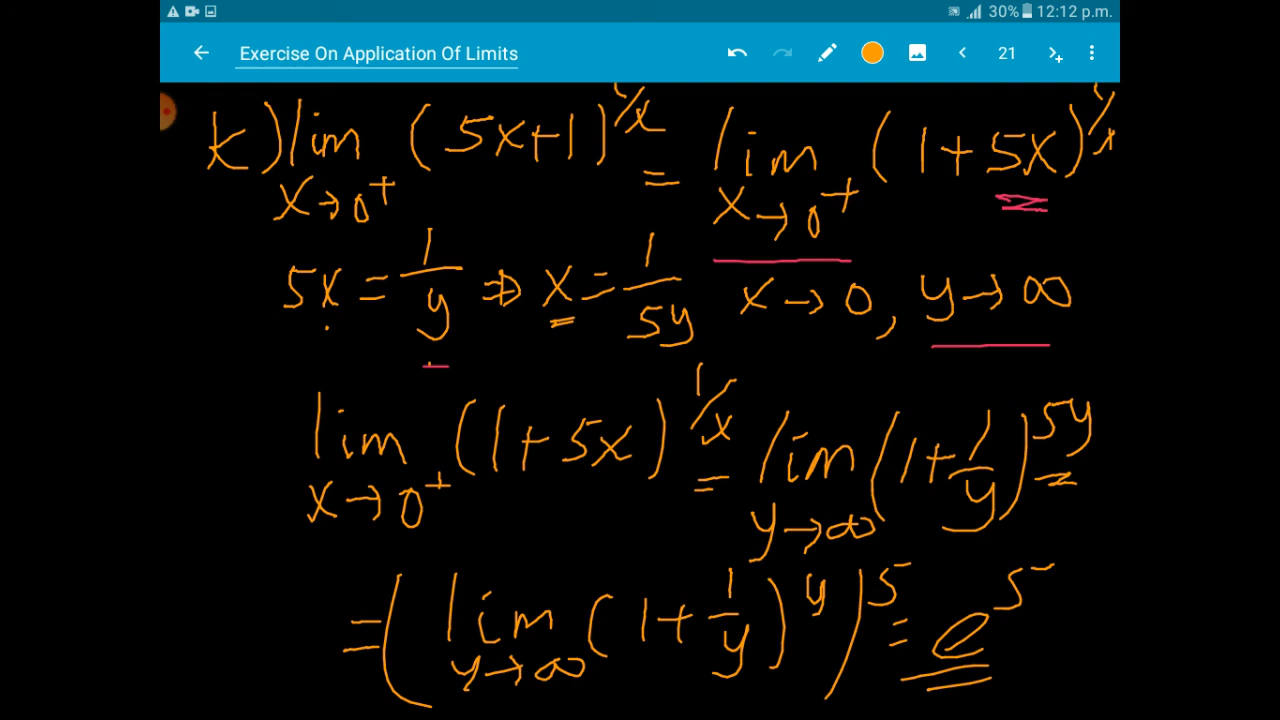 30% 12:12 p.m.
Exercise On Application Of Limits 21
k) lim x→0⁺ (5x+1)^1/x = lim x→0⁺ (1+5x)^1/x
5x = 1/y ⇒ x = 1/5y x→0, y→∞
lim x→0⁺ (1+5x)^1/x = lim y→∞ (1+1/y)^5y
= (lim y→∞ (1+1/y)^y)^5 = e^5